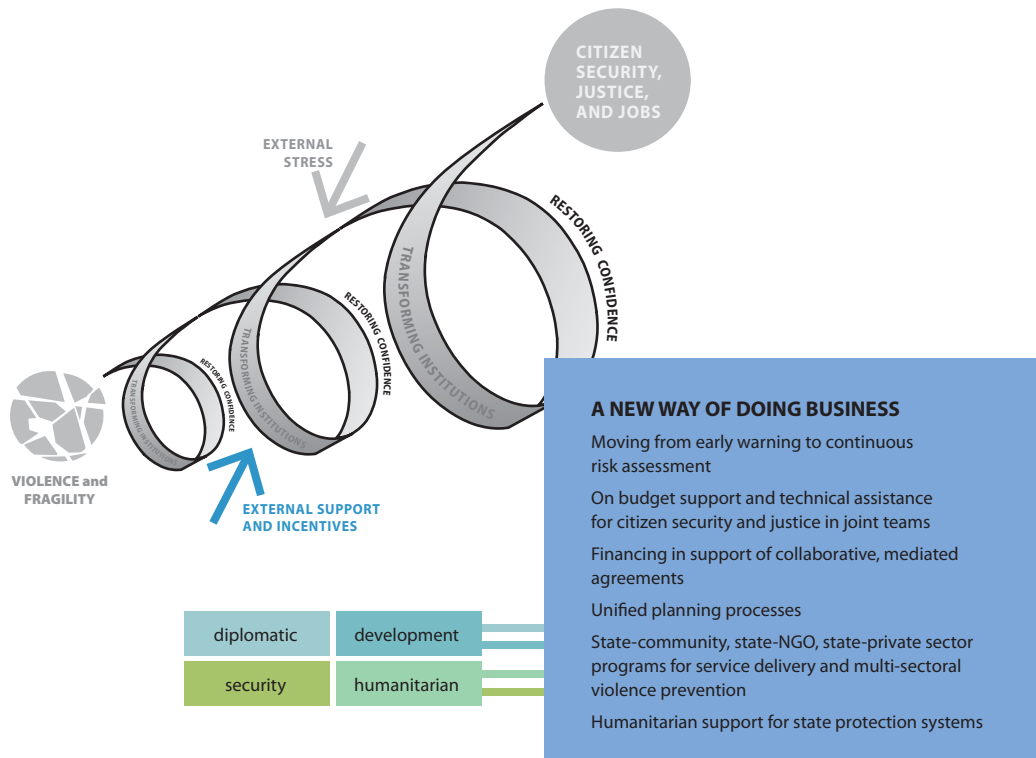 CITIZEN
SECURITY,
JUSTICE,
AND JOBS
EXTERNAL
STRESS
RESTORING CONFIDENCE
TRANSFORMING INSTITUTIONS
RESTORING CONFIDENCE
TRANSFORMING INSTITUTIONS
RESTORING CONFIDENCE
TRANSFORMING INSTITUTIONS
VIOLENCE and
FRAGILITY
EXTERNAL SUPPORT
AND INCENTIVES
diplomatic
development
security
humanitarian
A NEW WAY OF DOING BUSINESS
Moving from early warning to continuous
risk assessment
On budget support and technical assistance
for citizen security and justice in joint teams
Financing in support of collaborative, mediated
agreements
Unified planning processes
State-community, state-NGO, state-private sector
programs for service delivery and multi-sectoral
violence prevention
Humanitarian support for state protection systems